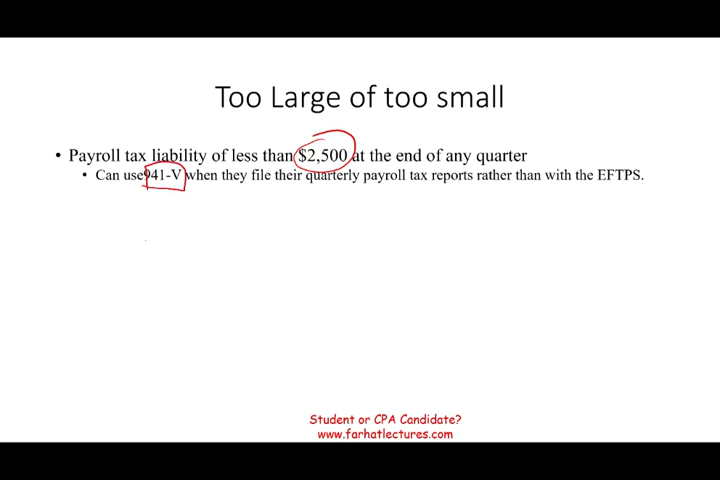 Too Large of too small
• Payroll tax liability of less than $2,500 at the end of any quarter
• Can use 941-V when they file their quarterly payroll tax reports rather than with the EFTPS.
Student or CPA Candidate?
www.farhatlectures.com